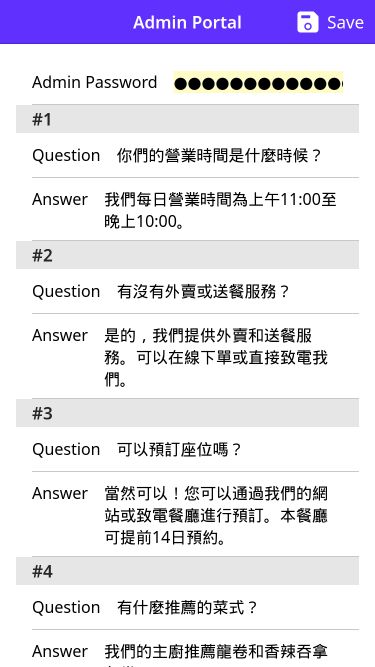 Admin Portal
Save
Admin Password ●●●●●●●●●●●●
#1
Question 你們的營業時間是什麼時候？
Answer 我們每日營業時間為上午11:00至
晚上10:00。
#2
Question 有沒有外賣或送餐服務？
Answer 是的，我們提供外賣和送餐服
務。可以在線下單或直接致電我
們。
#3
Question 可以預訂座位嗎？
Answer 當然可以！您可以通過我們的網
站或致電餐廳進行預訂。本餐廳
可提前14日預約。
#4
Question 有什麼推薦的菜式？
Answer 我們的主廚推薦龍卷和香辣吞拿